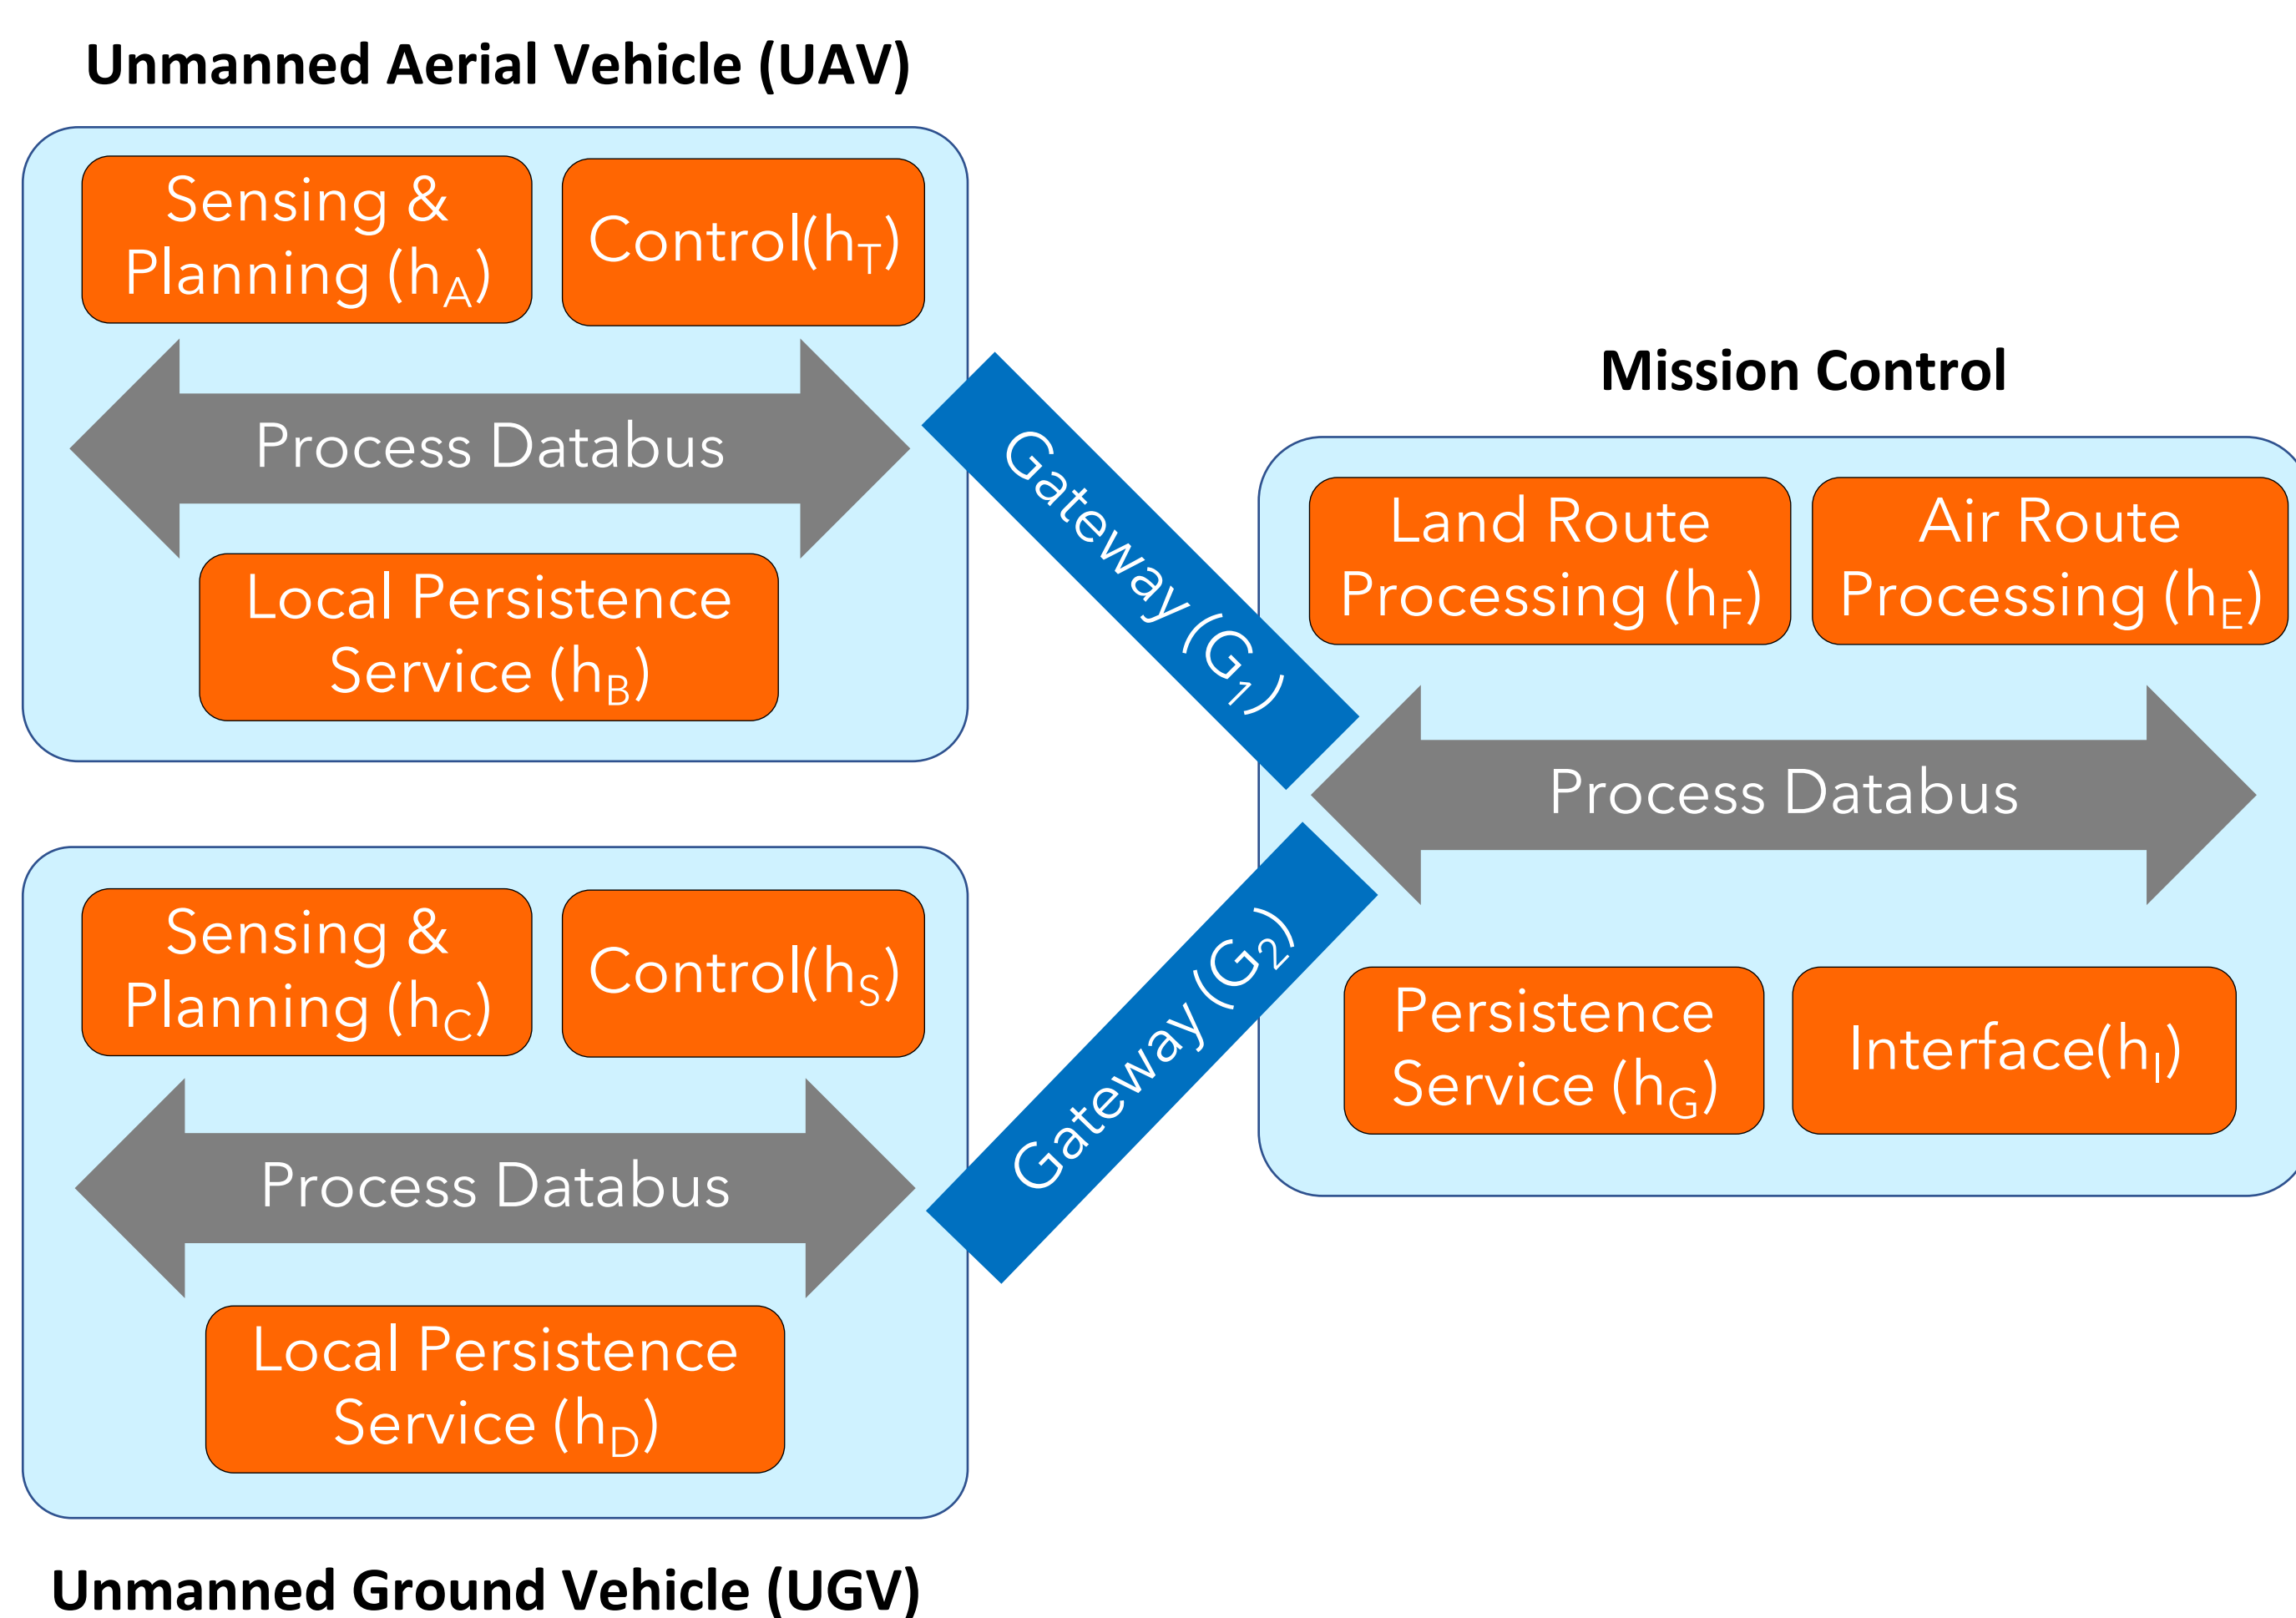 Unmanned Aerial Vehicle (UAV)
Sensing &
Planning (hA)
Control(hT)
Process Databus
Local Persistence
Service (hB)
Gateway (G1)
Mission Control
Land Route
Processing (hF)
Air Route
Processing (hE)
Process Databus
Persistence
Service (hG)
Interface(hI)
Gateway (G2)
Sensing &
Planning (hC)
Control(hS)
Process Databus
Local Persistence
Service (hD)
Unmanned Ground Vehicle (UGV)